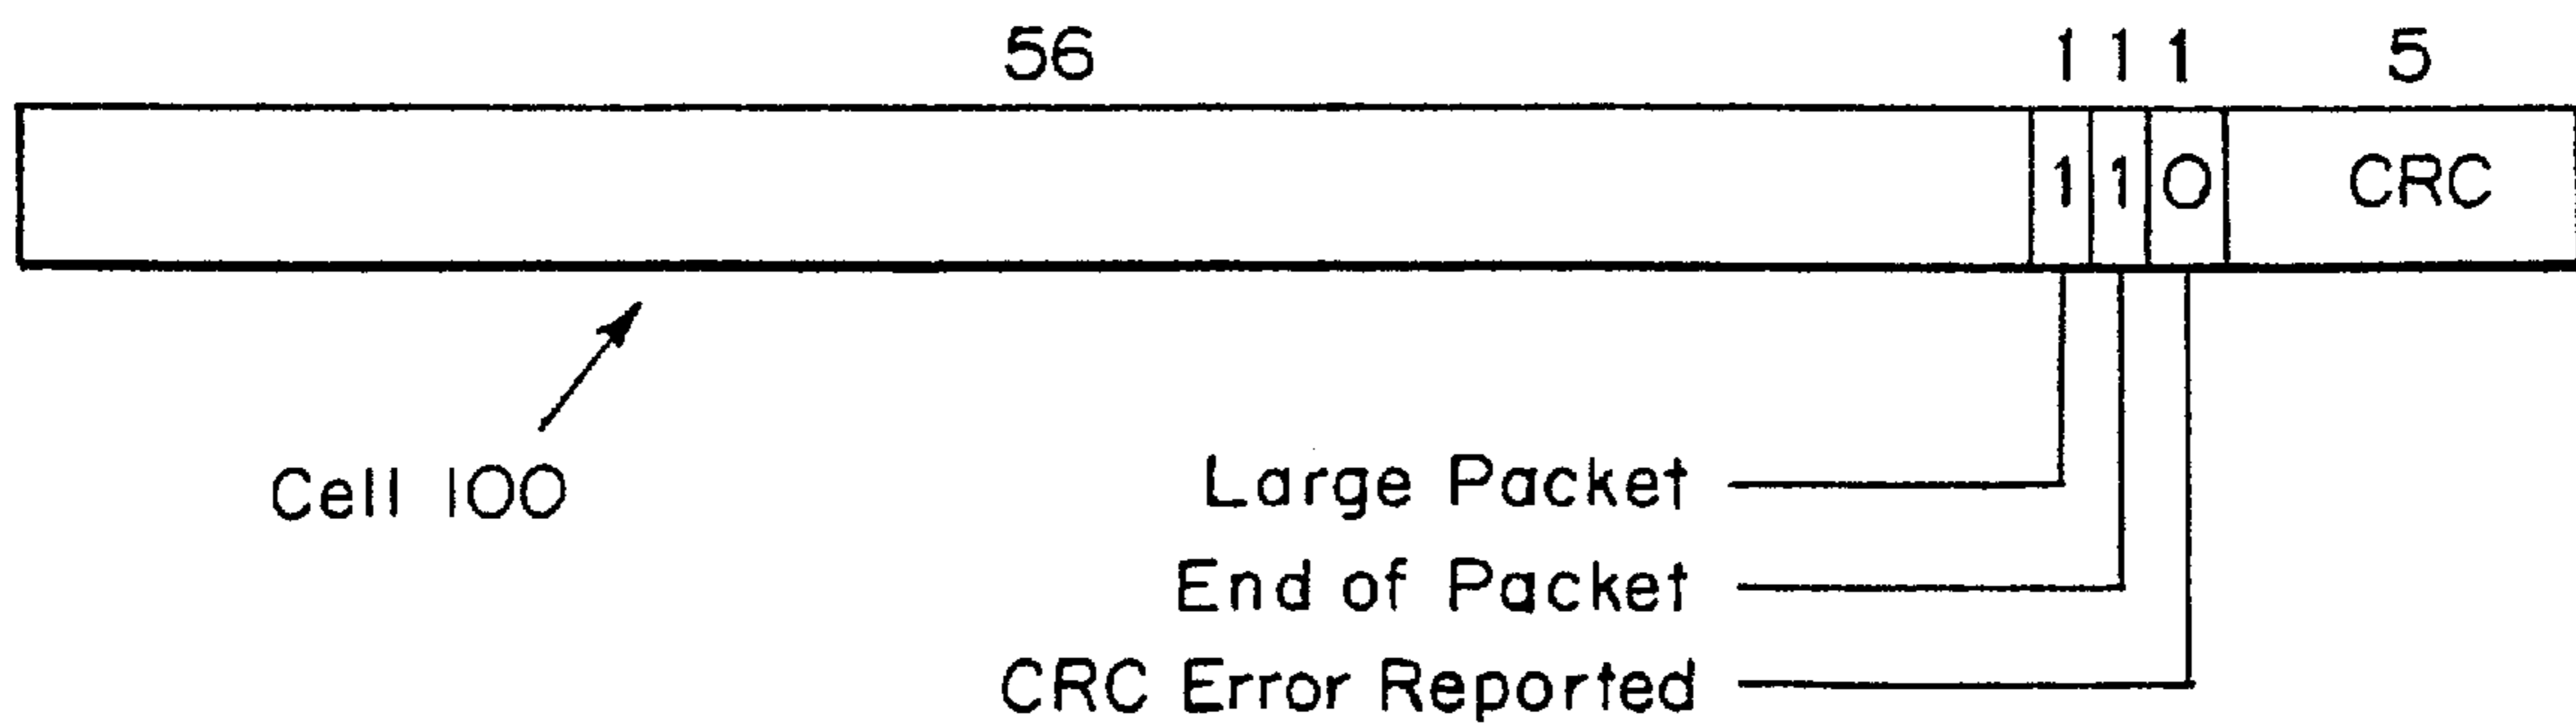 56 1 1 1 5
1 1 0 CRC
Cell 100
Large Packet
End of Packet
CRC Error Reported